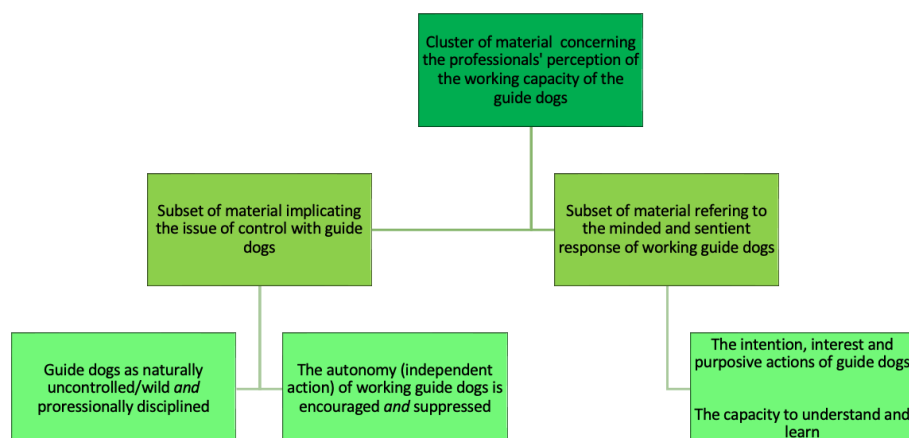 Cluster of material concerning
the professionals' perception of
the working capacity of the
guide dogs
Subset of material implicating
the issue of control with guide
dogs
Subset of material refering to
the minded and sentient
response of working guide dogs
Guide dogs as naturally
uncontrolled/wild and
proressionally disciplined
The autonomy (independent
action) of working guide dogs is
encouraged and suppressed
The intention, interest and
purposive actions of guide dogs
The capacity to understand and
learn